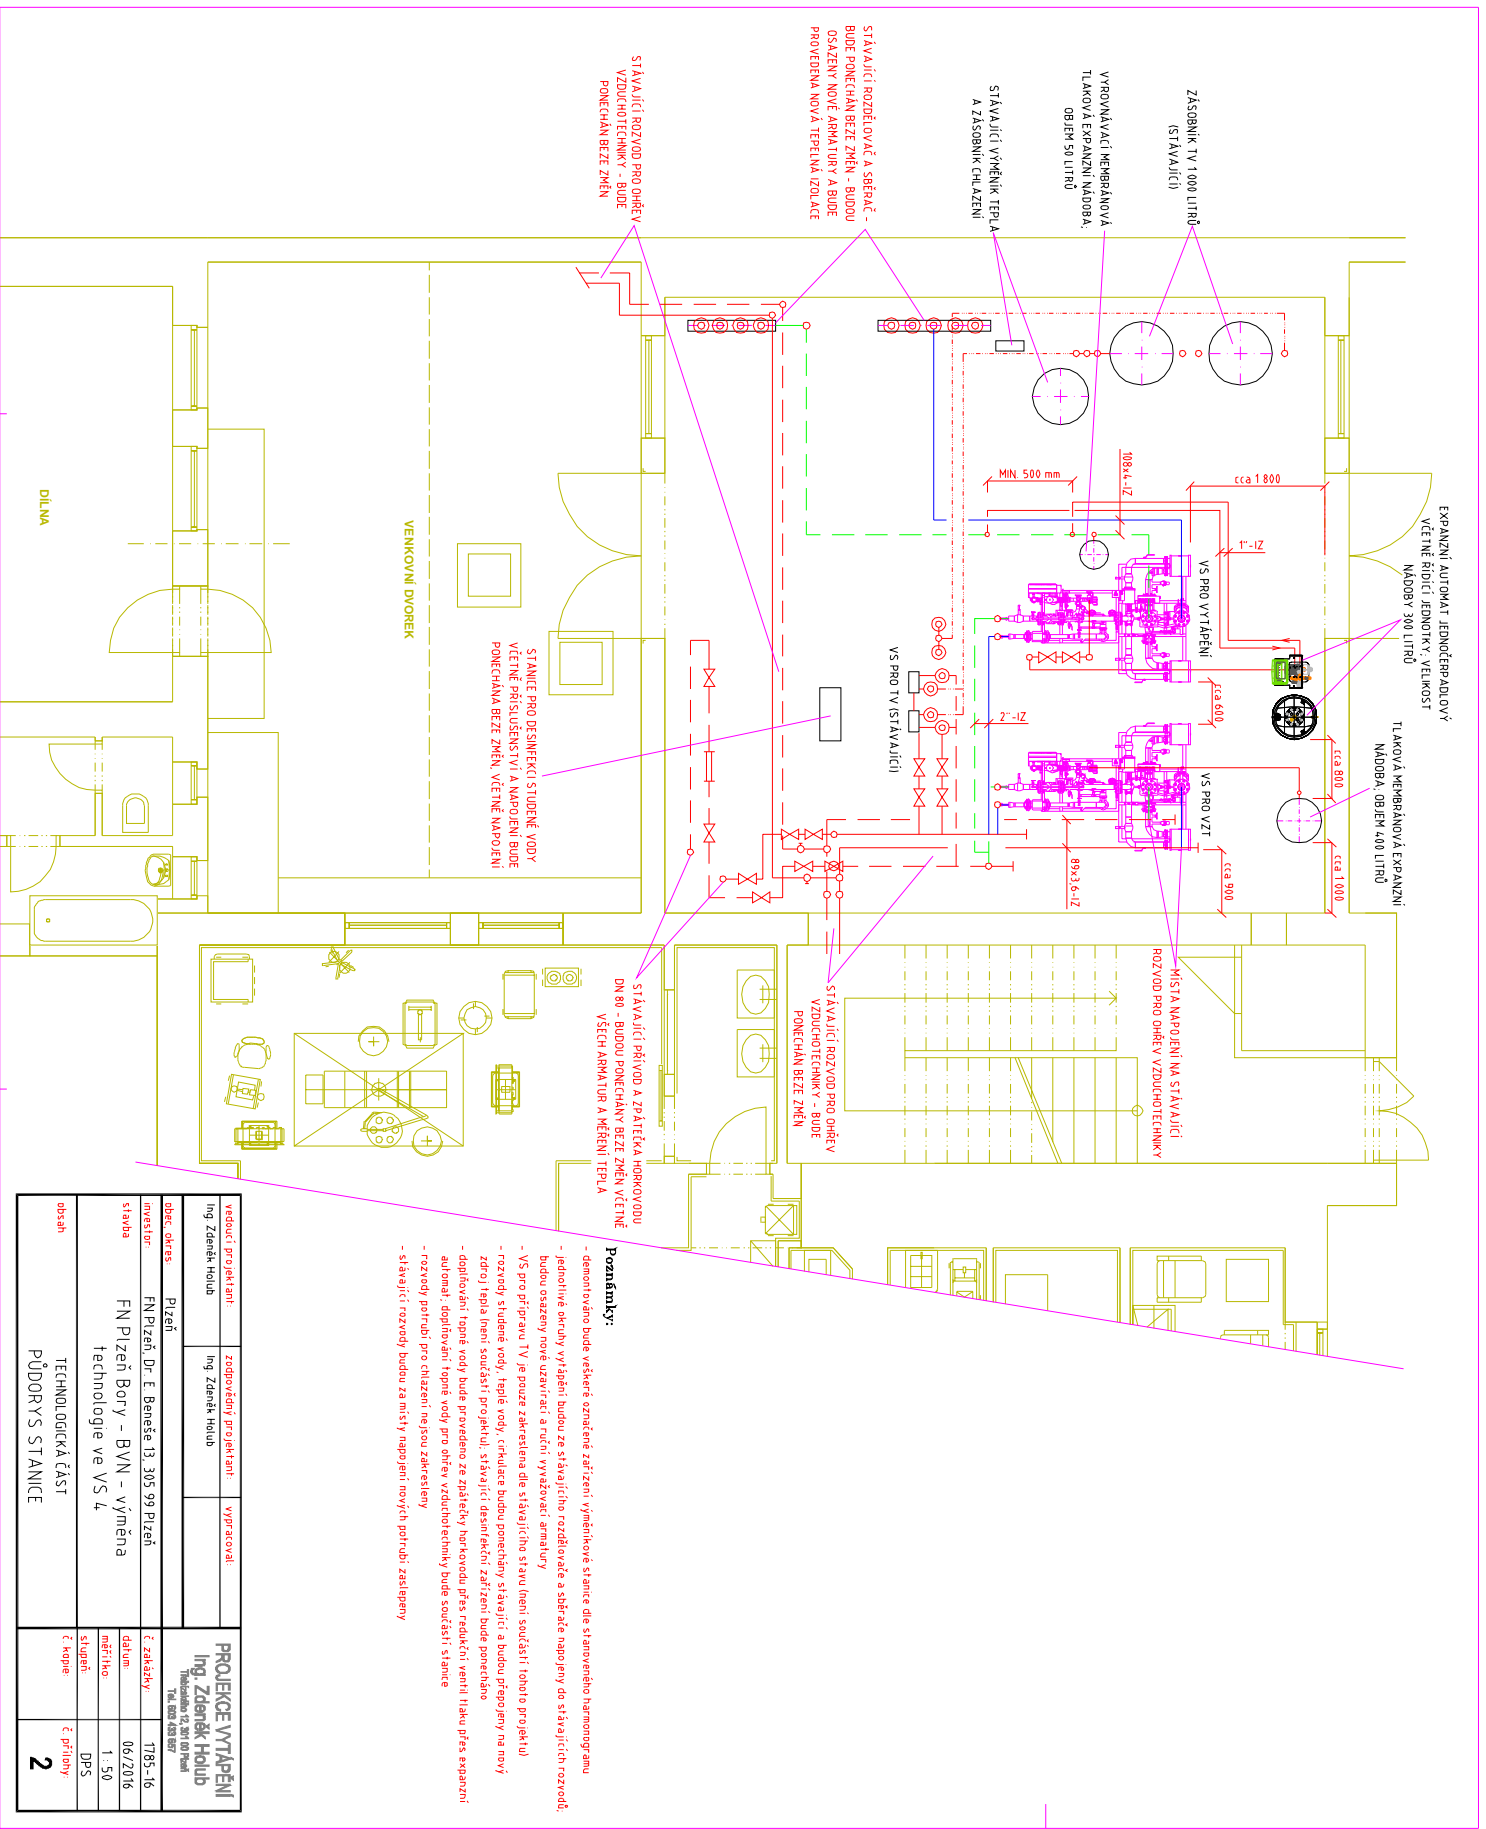 EXPANZNÍ AUTOMAT JEDNOČERPADLOVÝ
VČETNĚ ŘÍDICÍ JEDNOTKY; VELIKOST
NÁDOBY 300 LITRŮ
TLAKOVÁ MEMBRÁNOVÁ EXPANZNÍ
NÁDOBA, OBJEM 400 LITRŮ
ZÁSOBNÍK TV 1 000 LITRŮ
(STÁVAJÍCÍ)
VYROVNÁVACÍ MEMBRÁNOVÁ
TLAKOVÁ EXPANZNÍ NÁDOBA;
OBJEM 50 LITRŮ
STÁVAJÍCÍ VÝMĚNÍK TEPLA
A ZÁSOBNÍK CHLAZENÍ
STÁVAJÍCÍ ROZDĚLOVAČ A SBĚRAČ -
BUDE PONECHÁN BEZE ZMĚN - BUDOU
OSAZENY NOVÉ ARMATURY A BUDE
PROVEDENA NOVÁ TEPELNÁ IZOLACE
STÁVAJÍCÍ ROZVOD PRO OHŘEV
VZDUCHOTECHNIKY - BUDE
PONECHÁN BEZE ZMĚN
cca 1 800
cca 800
cca 1 000
1"-IZ
cca 600
cca 900
VS PRO VYTÁPĚNÍ
VS PRO VZT
108x4-IZ
MIN. 500 mm
2"-IZ
89x3,6-IZ
VS PRO TV (STÁVAJÍCÍ)
MÍSTA NAPOJENÍ NA STÁVAJÍCÍ
ROZVOD PRO OHŘEV VZDUCHOTECHNIKY
STÁVAJÍCÍ ROZVOD PRO OHŘEV
VZDUCHOTECHNIKY - BUDE
PONECHÁN BEZE ZMĚN
STÁVAJÍCÍ PŘÍVOD A ZPÁTEČKA HORKOVODU
DN 80 - BUDOU PONECHÁNY BEZE ZMĚN VČETNĚ
VŠECH ARMATUR A MĚŘENÍ TEPLA
STANICE PRO DESINFEKCI STUDENÉ VODY
VČETNĚ PŘÍSLUŠENSTVÍ A NAPOJENÍ BUDE
PONECHÁNA BEZE ZMĚN, VČETNĚ NAPOJENÍ
VENKOVNÍ DVOREK
DÍLNA
Poznámky:
- demontováno bude veškeré označené zařízení výměníkové stanice dle stanoveného harmonogramu
- jednotlivé okruhy vytápění budou ze stávajícího rozdělovače a sběrače napojeny do stávajících rozvodů;
budou osazeny nové uzavírací a ruční vyvažovací armatury
- VS pro přípravu TV je pouze zakreslena dle stávajícího stavu (není součástí tohoto projektu)
- rozvody studené vody, teplé vody, cirkulace budou ponechány stávající a budou přepojeny na nový
zdroj tepla (není součástí projektu); stávající desinfekční zařízení bude ponecháno
- doplňování topné vody bude provedeno ze zpátečky horkovodu přes redukční ventil tlaku přes expanzní
automat; doplňování topné vody pro ohřev vzduchotechniky bude součástí stanice
- rozvody potrubí pro chlazení nejsou zakresleny
- stávající rozvody budou za místy napojení nových potrubí zaslepeny
vedoucí projektant:
zodpovědný projektant:
vypracoval:
Ing. Zdeněk Holub
Ing. Zdeněk Holub
PROJEKCE VYTÁPĚNÍ
Ing. Zdeněk Holub
12, 301 00 Plzeň
Tel. 603 433 657
obec, okres:
Plzeň
investor:
FN Plzeň, Dr. E. Beneše 13, 305 99 Plzeň
č. zakázky:
1785-16
stavba
FN Plzeň Bory - BVN - výměna
technologie ve VS 4
datum:
06/2016
měřítko:
1 : 50
stupeň:
DPS
obsah
TECHNOLOGICKÁ ČÁST
PŮDORYS STANICE
č. kopie:
č. přílohy:
2